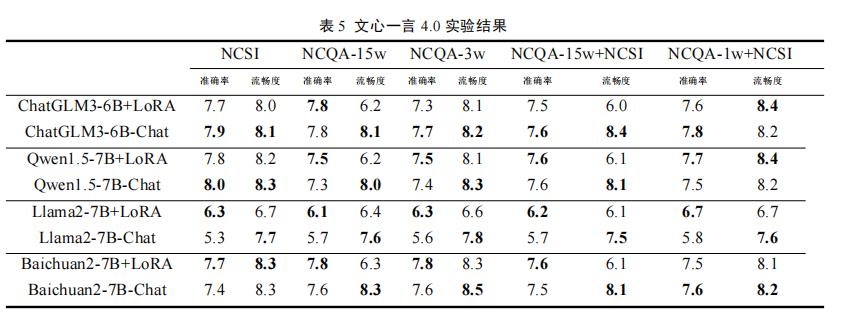 表 5 文心一言 4.0 实验结果
NCSI NCQA-15w NCQA-3w NCQA-15w+NCSI NCQA-1w+NCSI
准确率 流畅度 准确率 流畅度 准确率 流畅度 准确率 流畅度 准确率 流畅度
ChatGLM3-6B+LoRA 7.7 8.0 7.8 6.2 7.3 8.1 7.5 6.0 7.6 8.4
ChatGLM3-6B-Chat 7.9 8.1 7.8 8.1 7.7 8.2 7.6 8.4 7.8 8.2
Qwen1.5-7B+LoRA 7.8 8.2 7.5 6.2 7.5 8.1 7.6 6.1 7.7 8.4
Qwen1.5-7B-Chat 8.0 8.3 7.3 8.0 7.4 8.3 7.6 8.1 7.5 8.2
Llama2-7B+LoRA 6.3 6.7 6.1 6.4 6.3 6.6 6.2 6.1 6.7 6.7
Llama2-7B-Chat 5.3 7.7 5.7 7.6 5.6 7.8 5.7 7.5 5.8 7.6
Baichuan2-7B+LoRA 7.7 8.3 7.8 6.3 7.8 8.3 7.6 6.1 7.5 8.1
Baichuan2-7B-Chat 7.4 8.3 7.6 8.3 7.6 8.5 7.5 8.1 7.6 8.2